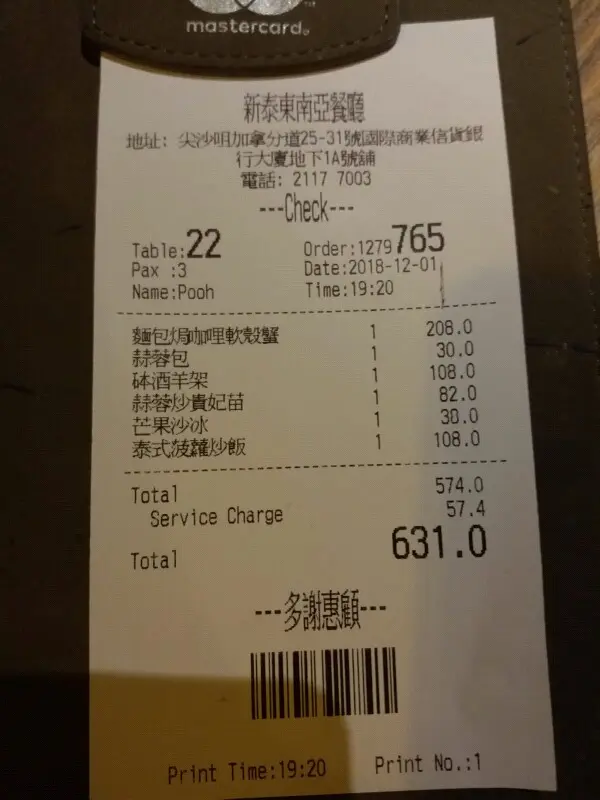 mastercard
新泰東南亞餐廳
地址: 尖沙咀加拿分道25-31號國際商業信貸銀
行大廈地下1A號舖
電話: 2117 7003
---Check---
Table:22 Order:1279765
Pax :3 Date:2018-12-01
Name:Pooh Time:19:20
麵包焗咖哩軟殼蟹 1 208.0
蒜蓉包 1 30.0
砵酒羊架 1 108.0
蒜蓉炒貴妃苗 1 82.0
芒果沙冰 1 38.0
泰式菠蘿炒飯 1 108.0
Total 574.0
Service Charge 57.4
Total 631.0
---多謝惠顧---
Print Time:19:20 Print No.:1